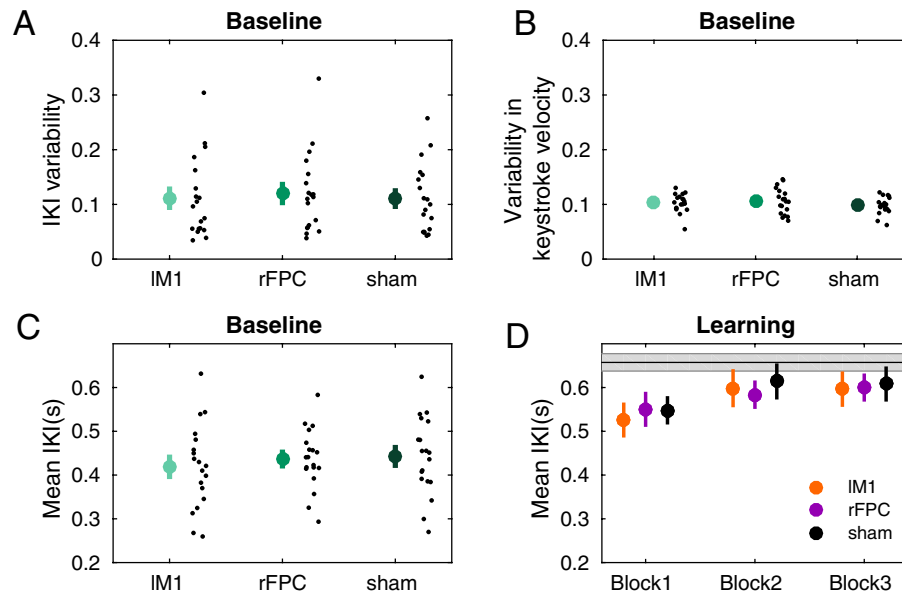 A
Baseline
IKI variability
0.4
0.3
0.2
0.1
0
lM1
rFPC
sham
B
Baseline
Variability in
keystroke velocity
0.4
0.3
0.2
0.1
0
lM1
rFPC
sham
C
Baseline
Mean IKI(s)
0.6
0.5
0.4
0.3
0.2
lM1
rFPC
sham
D
Learning
Mean IKI(s)
0.6
0.5
0.4
0.3
0.2
lM1
rFPC
sham
Block1
Block2
Block3